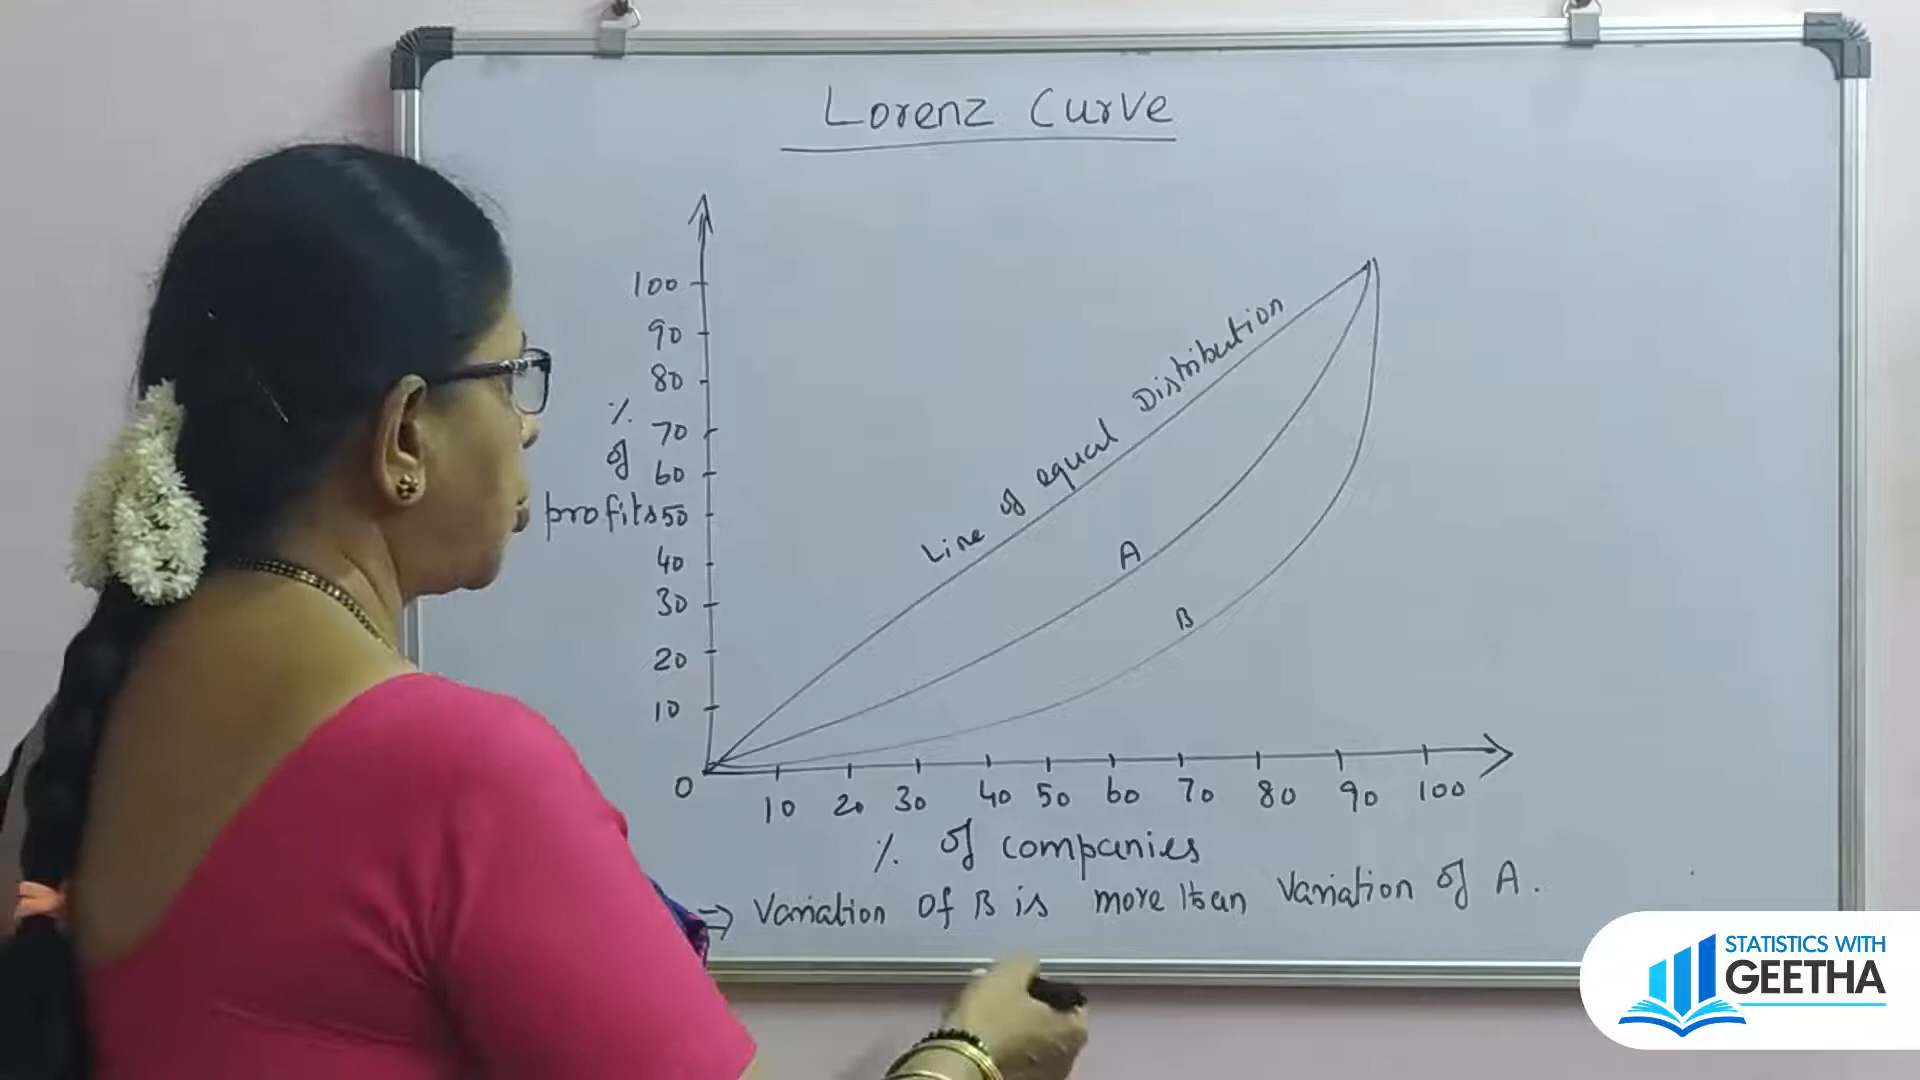 Lorenz Curve
100
90
80
%
70
of
60
profits 50
40
30
20
10
0
Line of equal Distribution
A
B
10 20 30 40 50 60 70 80 90 100
% of companies
⇒ Variation of B is more than Variation of A.
STATISTICS WITH
GEETHA